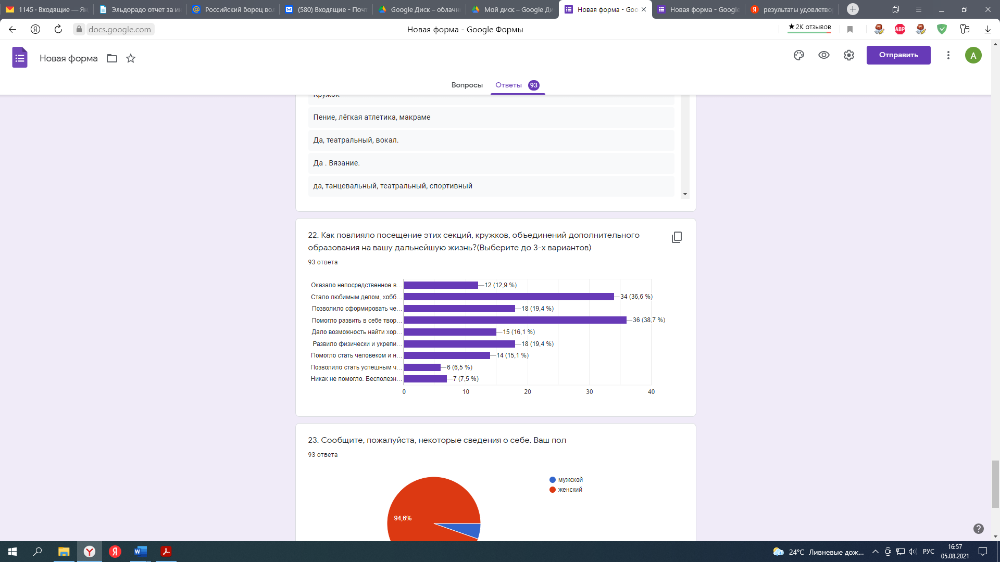 1145 · Входящие — Ян
Эльдорадо отчет за ик
Российский борец вол
(580) Входящие - Почт
Google Диск – облачн
Мой диск – Google Ди
Новая форма - Goo
Новая форма - Google
результаты удовлетвор
docs.google.com
Новая форма - Google Формы
★ 2K отзывов
ABP
Новая форма
Отправить
A
Вопросы
Ответы 93
Кружок
Пение, лёгкая атлетика, макраме
Да, театральный, вокал.
Да . Вязание.
да, танцевальный, театральный, спортивный
22. Как повлияло посещение этих секций, кружков, объединений дополнительного
образования на вашу дальнейшую жизнь?(Выберите до 3-х вариантов)
93 ответа
Оказало непосредственное в... 12 (12,9 %)
Стало любимым делом, хобб... 34 (36,6 %)
Позволило сформировать че... 18 (19,4 %)
Помогло развить в себе твор... 36 (38,7 %)
Дало возможность найти хор... 15 (16,1 %)
Развило физически и укрепи... 18 (19,4 %)
Помогло стать человеком и н... 14 (15,1 %)
Позволило стать успешным ч... 6 (6,5 %)
Никак не помогло. Бесполезн... 7 (7,5 %)
0 10 20 30 40
23. Сообщите, пожалуйста, некоторые сведения о себе. Ваш пол
93 ответа
мужской
женский
94,6%
24°C Ливневые дож...
РУС
16:57
05.08.2021